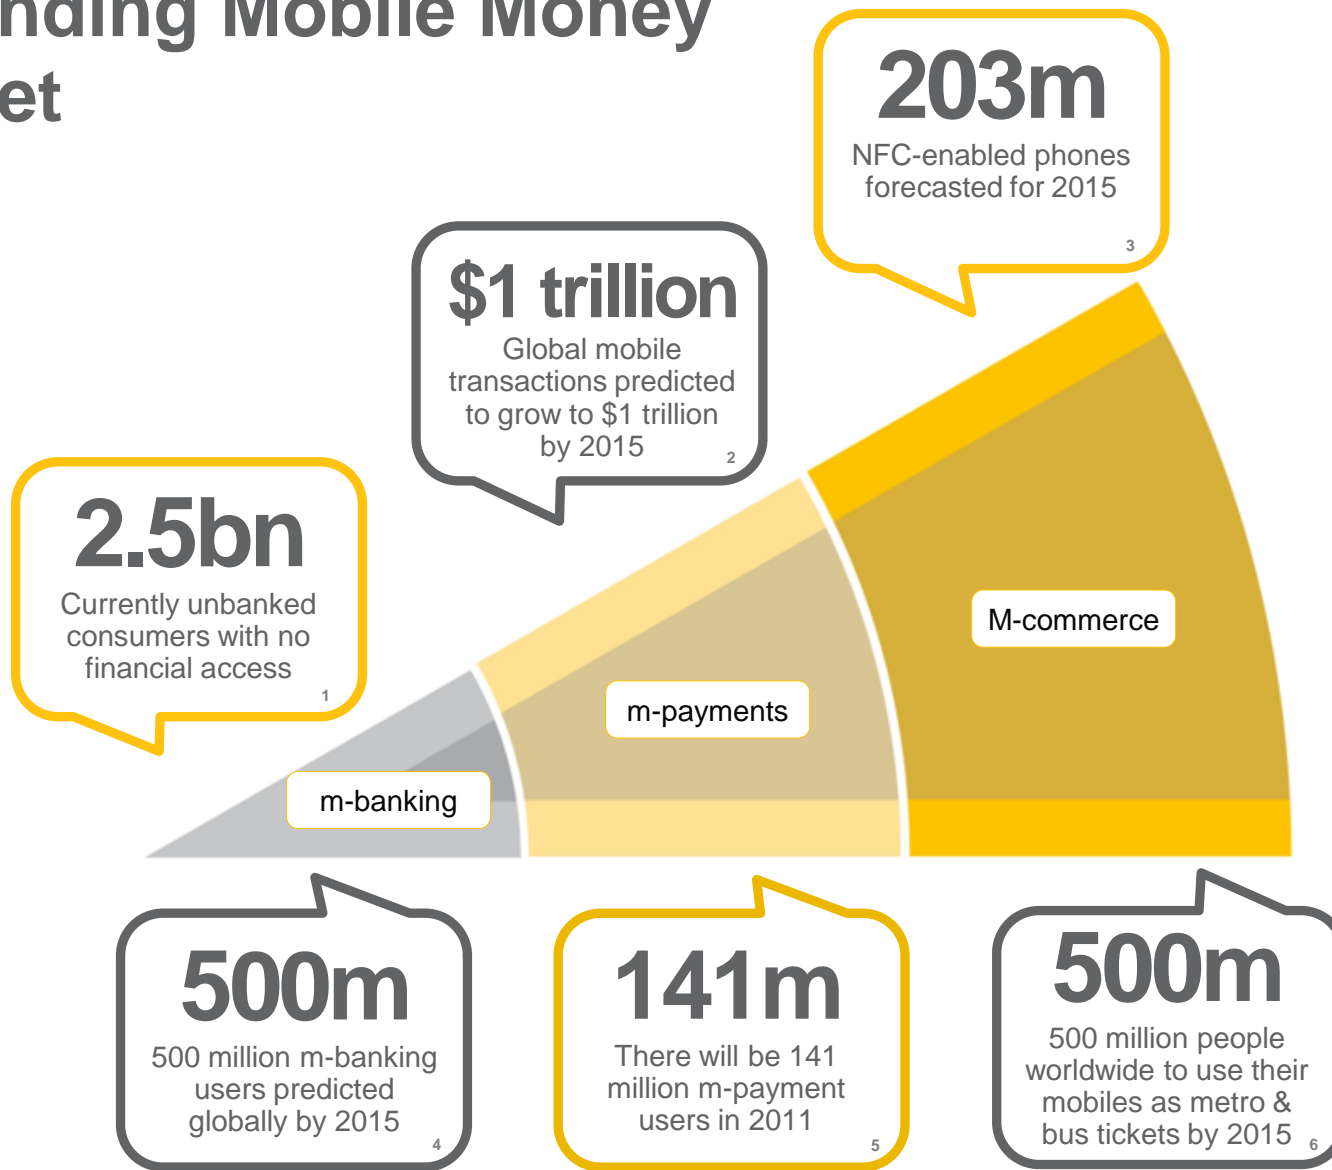 nding Mobile Money
et
203m
NFC-enabled phones
forecasted for 2015
3
$1 trillion
Global mobile
transactions predicted
to grow to $1 trillion
by 2015
2
2.5bn
Currently unbanked
consumers with no
financial access
1
M-commerce
m-payments
m-banking
500m
500 million m-banking
users predicted
globally by 2015
4
141m
There will be 141
million m-payment
users in 2011
5
500m
500 million people
worldwide to use their
mobiles as metro &
bus tickets by 2015
6